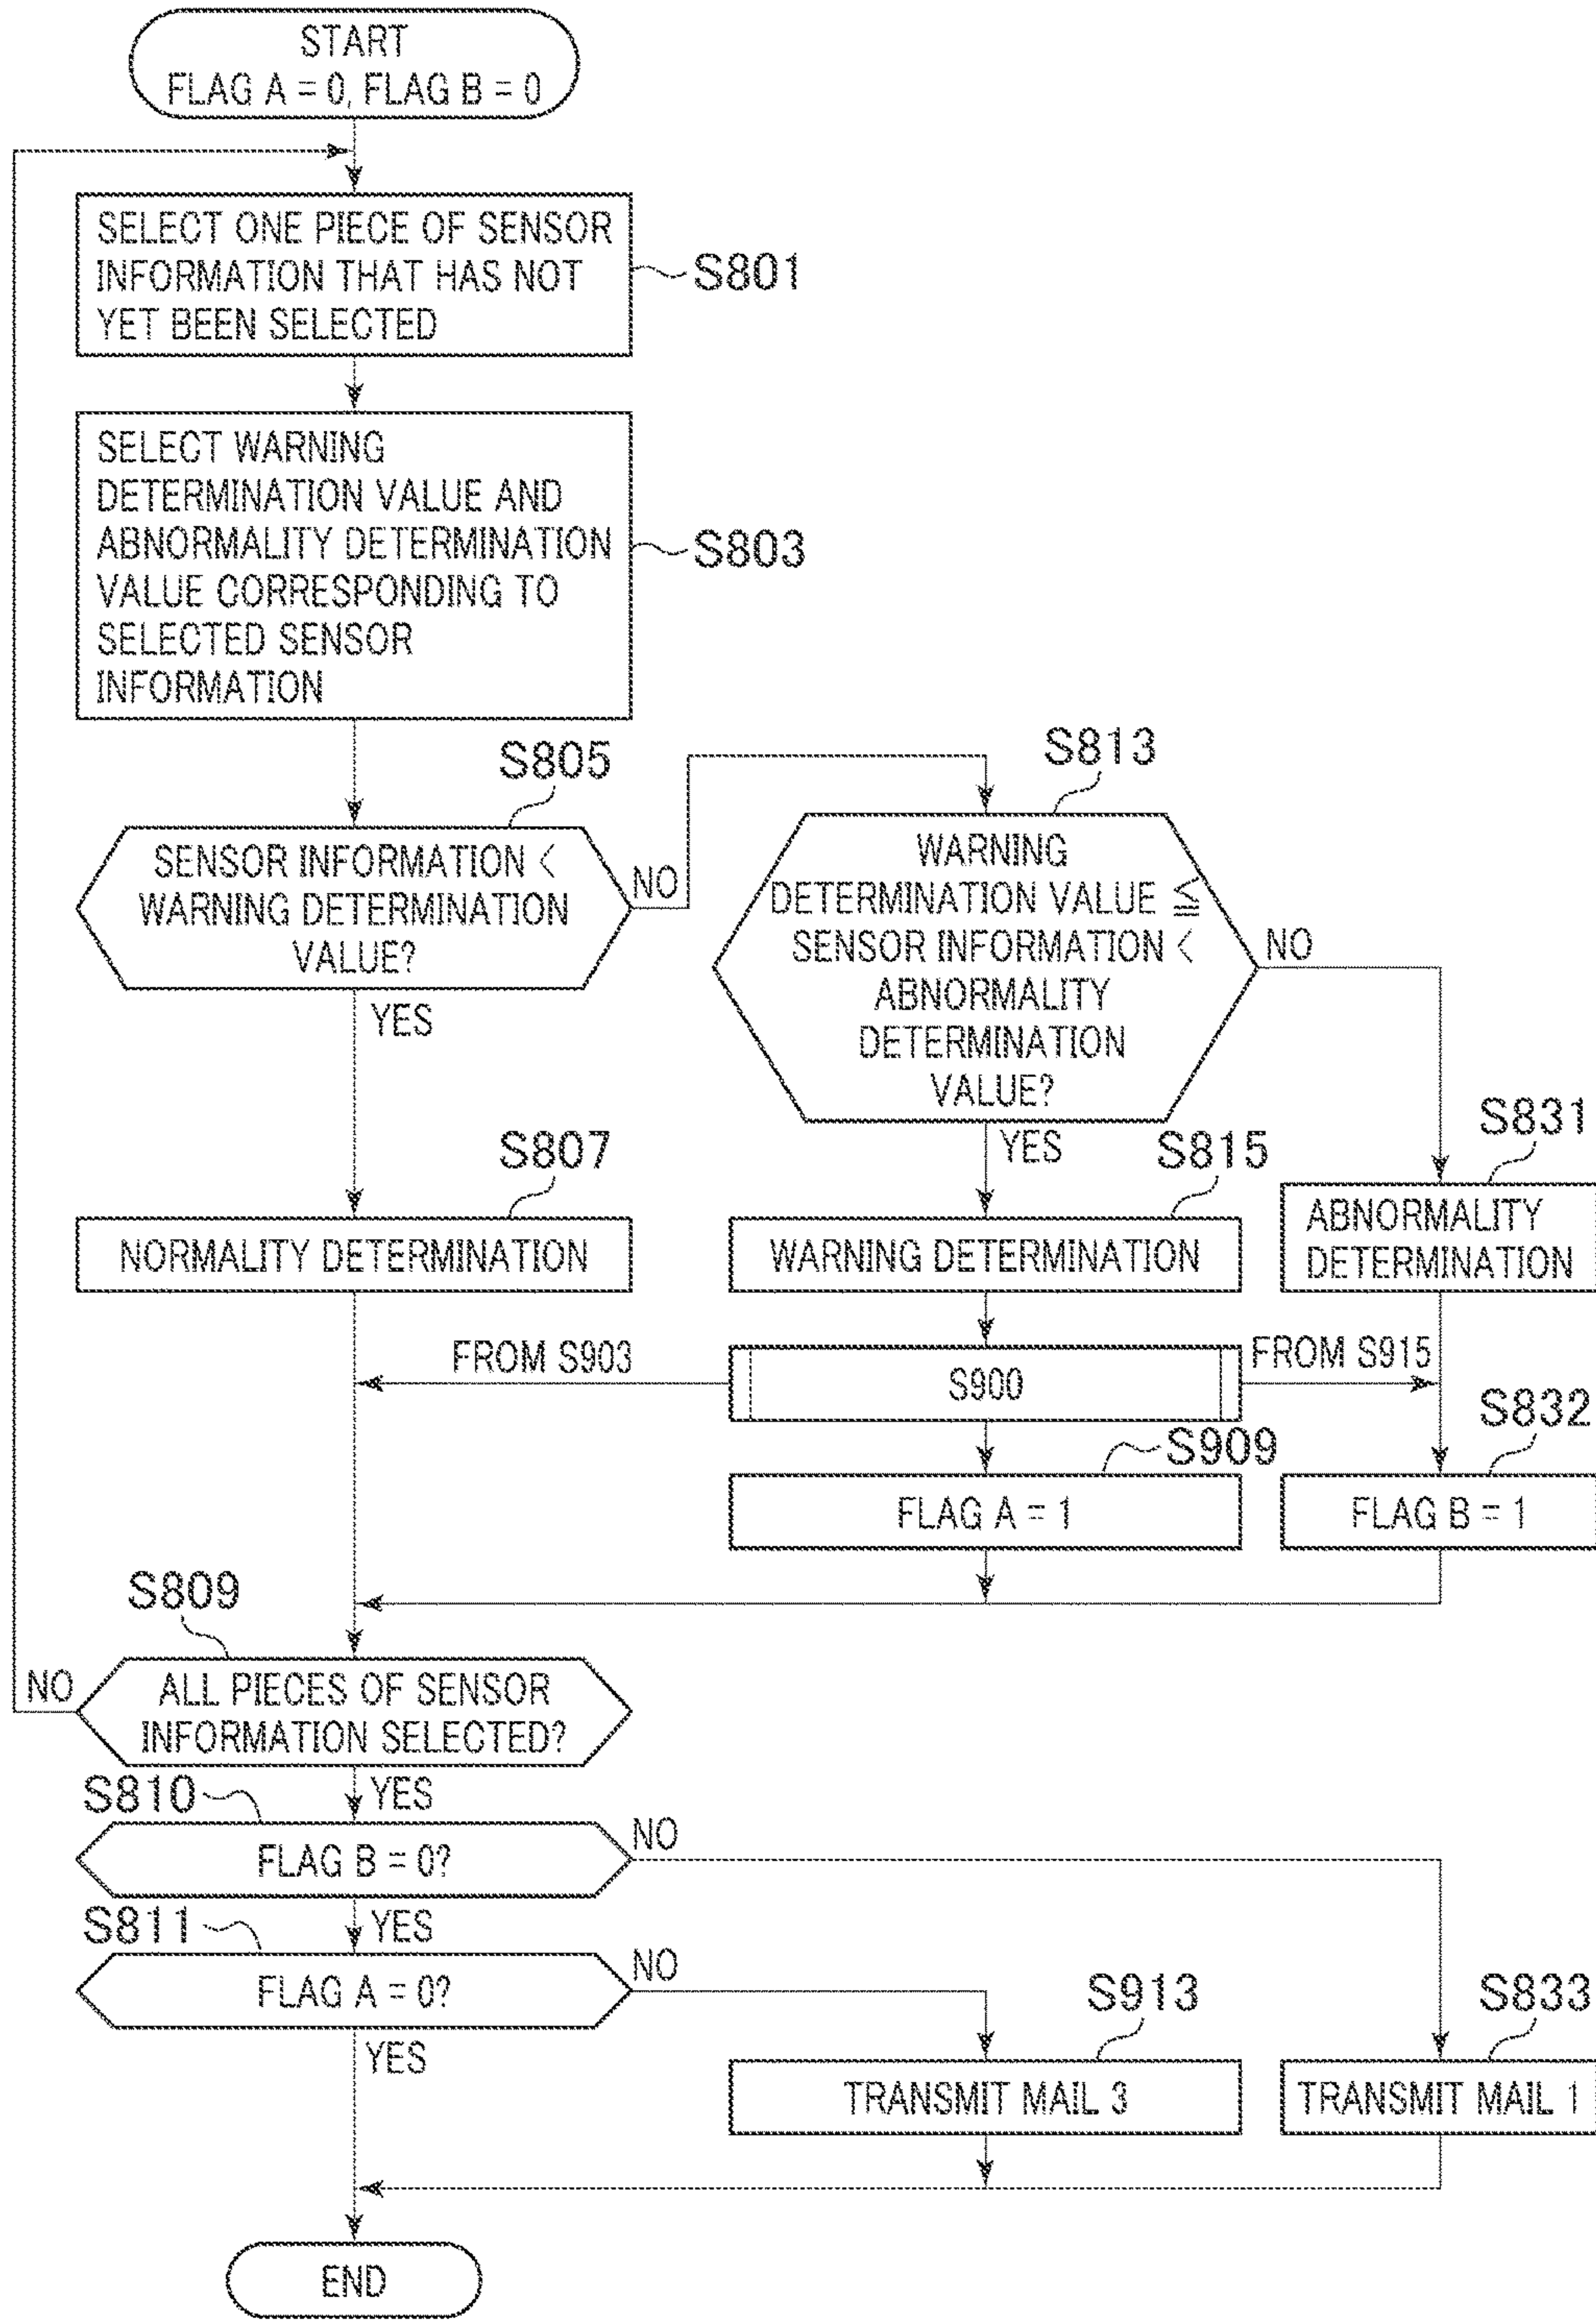 START
FLAG A = 0, FLAG B = 0
SELECT ONE PIECE OF SENSOR
INFORMATION THAT HAS NOT
YET BEEN SELECTED
S801
SELECT WARNING
DETERMINATION VALUE AND
ABNORMALITY DETERMINATION
VALUE CORRESPONDING TO
SELECTED SENSOR
INFORMATION
S803
S805
SENSOR INFORMATION <
WARNING DETERMINATION
VALUE?
NO
YES
S813
WARNING
DETERMINATION VALUE ≦
SENSOR INFORMATION <
ABNORMALITY
DETERMINATION
VALUE?
NO
YES
S807
NORMALITY DETERMINATION
S815
WARNING DETERMINATION
S831
ABNORMALITY
DETERMINATION
FROM S903
S900
FROM S915
S909
FLAG A = 1
S832
FLAG B = 1
S809
ALL PIECES OF SENSOR
INFORMATION SELECTED?
NO
YES
S810
FLAG B = 0?
NO
YES
S811
FLAG A = 0?
NO
YES
S913
TRANSMIT MAIL 3
S833
TRANSMIT MAIL 1
END